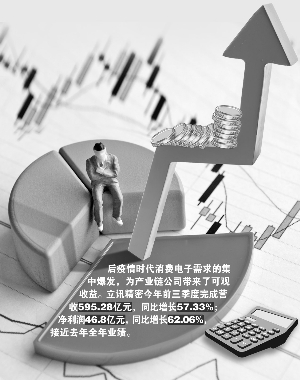 后疫情时代消费电子需求的集
中爆发，为产业链公司带来了可观
收益。立讯精密今年前三季度完成营
收595.28亿元，同比增长57.33%；
净利润46.8亿元，同比增长62.06%，
接近去年全年业绩。